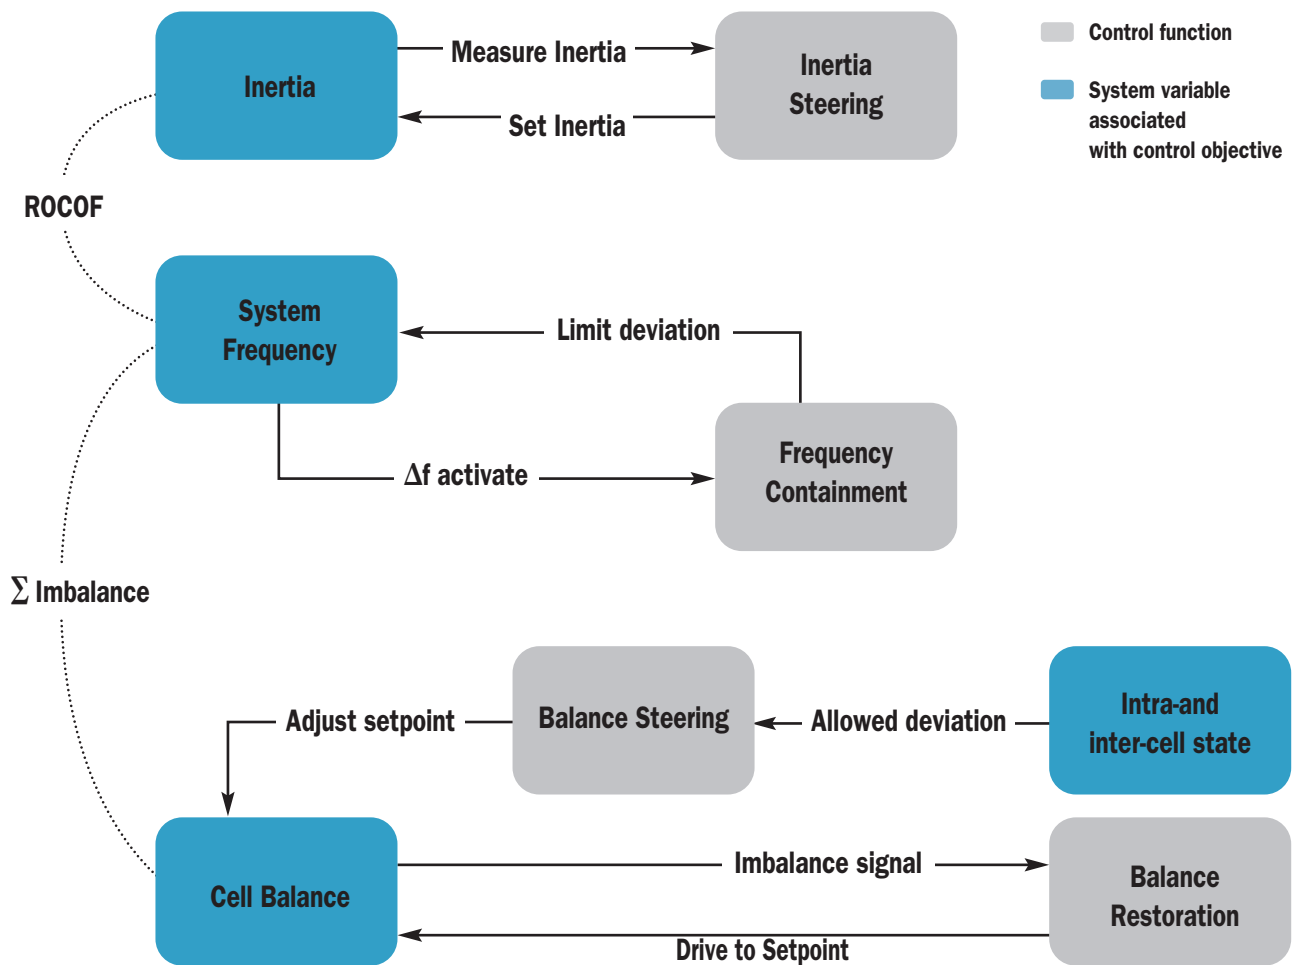 Inertia
Measure Inertia
Set Inertia
Inertia
Steering
Control function
System variable
associated
with control objective
ROCOF
System
Frequency
Limit deviation
Δf activate
Frequency
Containment
Σ Imbalance
Adjust setpoint
Balance Steering
Allowed deviation
Intra-and
inter-cell state
Cell Balance
Imbalance signal
Drive to Setpoint
Balance
Restoration